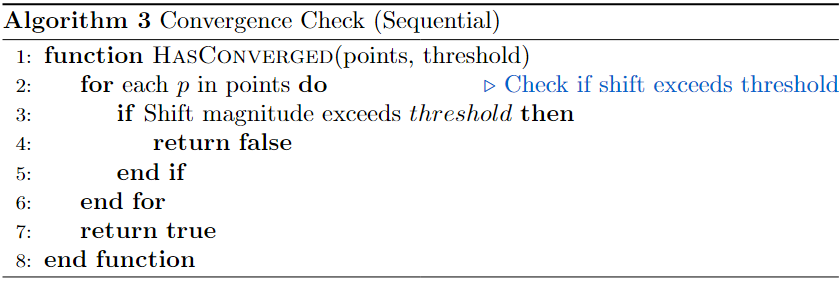 Algorithm 3 Convergence Check (Sequential)
1: function HASCONVERGED(points, threshold)
2: for each p in points do ▷ Check if shift exceeds threshold
3: if Shift magnitude exceeds threshold then
4: return false
5: end if
6: end for
7: return true
8: end function